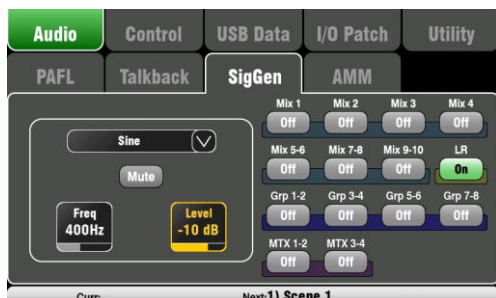 Audio Control USB Data I/O Patch Utility
PAFL Talkback SigGen AMM
Mix 1 Mix 2 Mix 3 Mix 4
Off Off Off Off
Sine
Mix 5-6 Mix 7-8 Mix 9-10 LR
Off Off Off On
Mute
Grp 1-2 Grp 3-4 Grp 5-6 Grp 7-8
Off Off Off Off
Freq
400Hz
Level
-10 dB
MTX 1-2 MTX 3-4
Off Off
Curr: Next:1) Scene 1